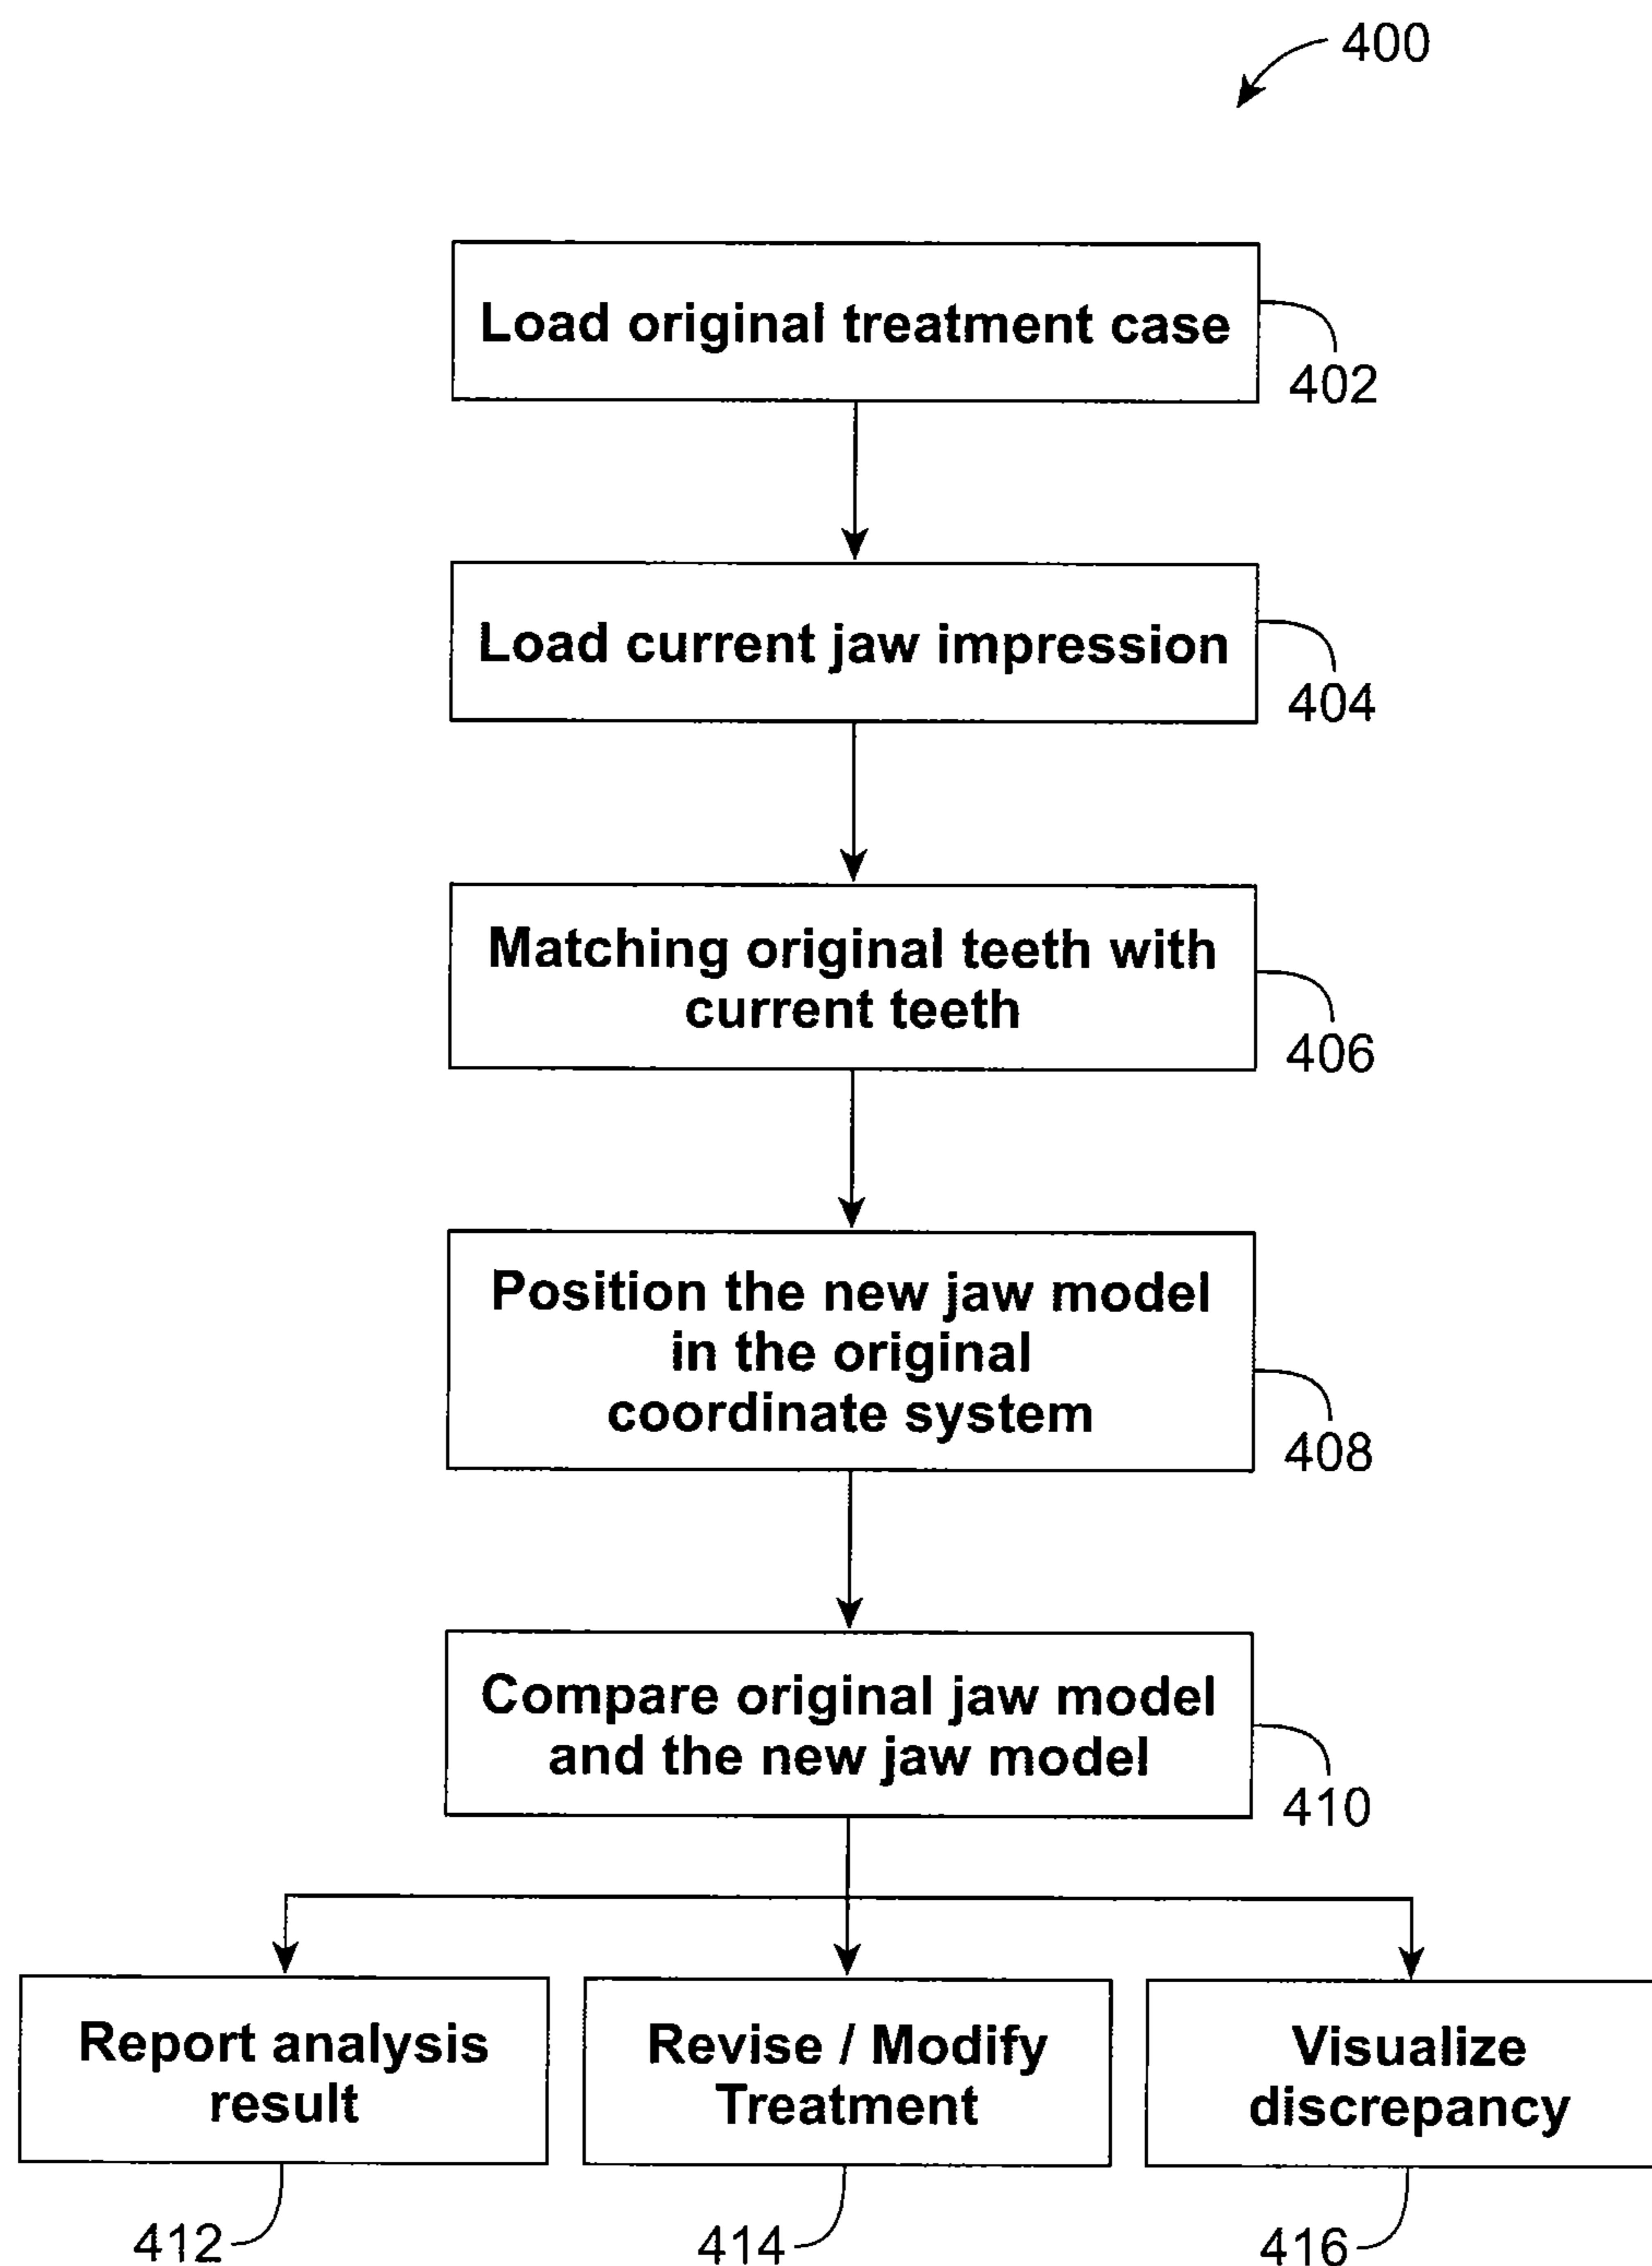 400
Load original treatment case
402
Load current jaw impression
404
Matching original teeth with
current teeth
406
Position the new jaw model
in the original
coordinate system
408
Compare original jaw model
and the new jaw model
410
Report analysis
result
412
Revise / Modify
Treatment
414
Visualize
discrepancy
416